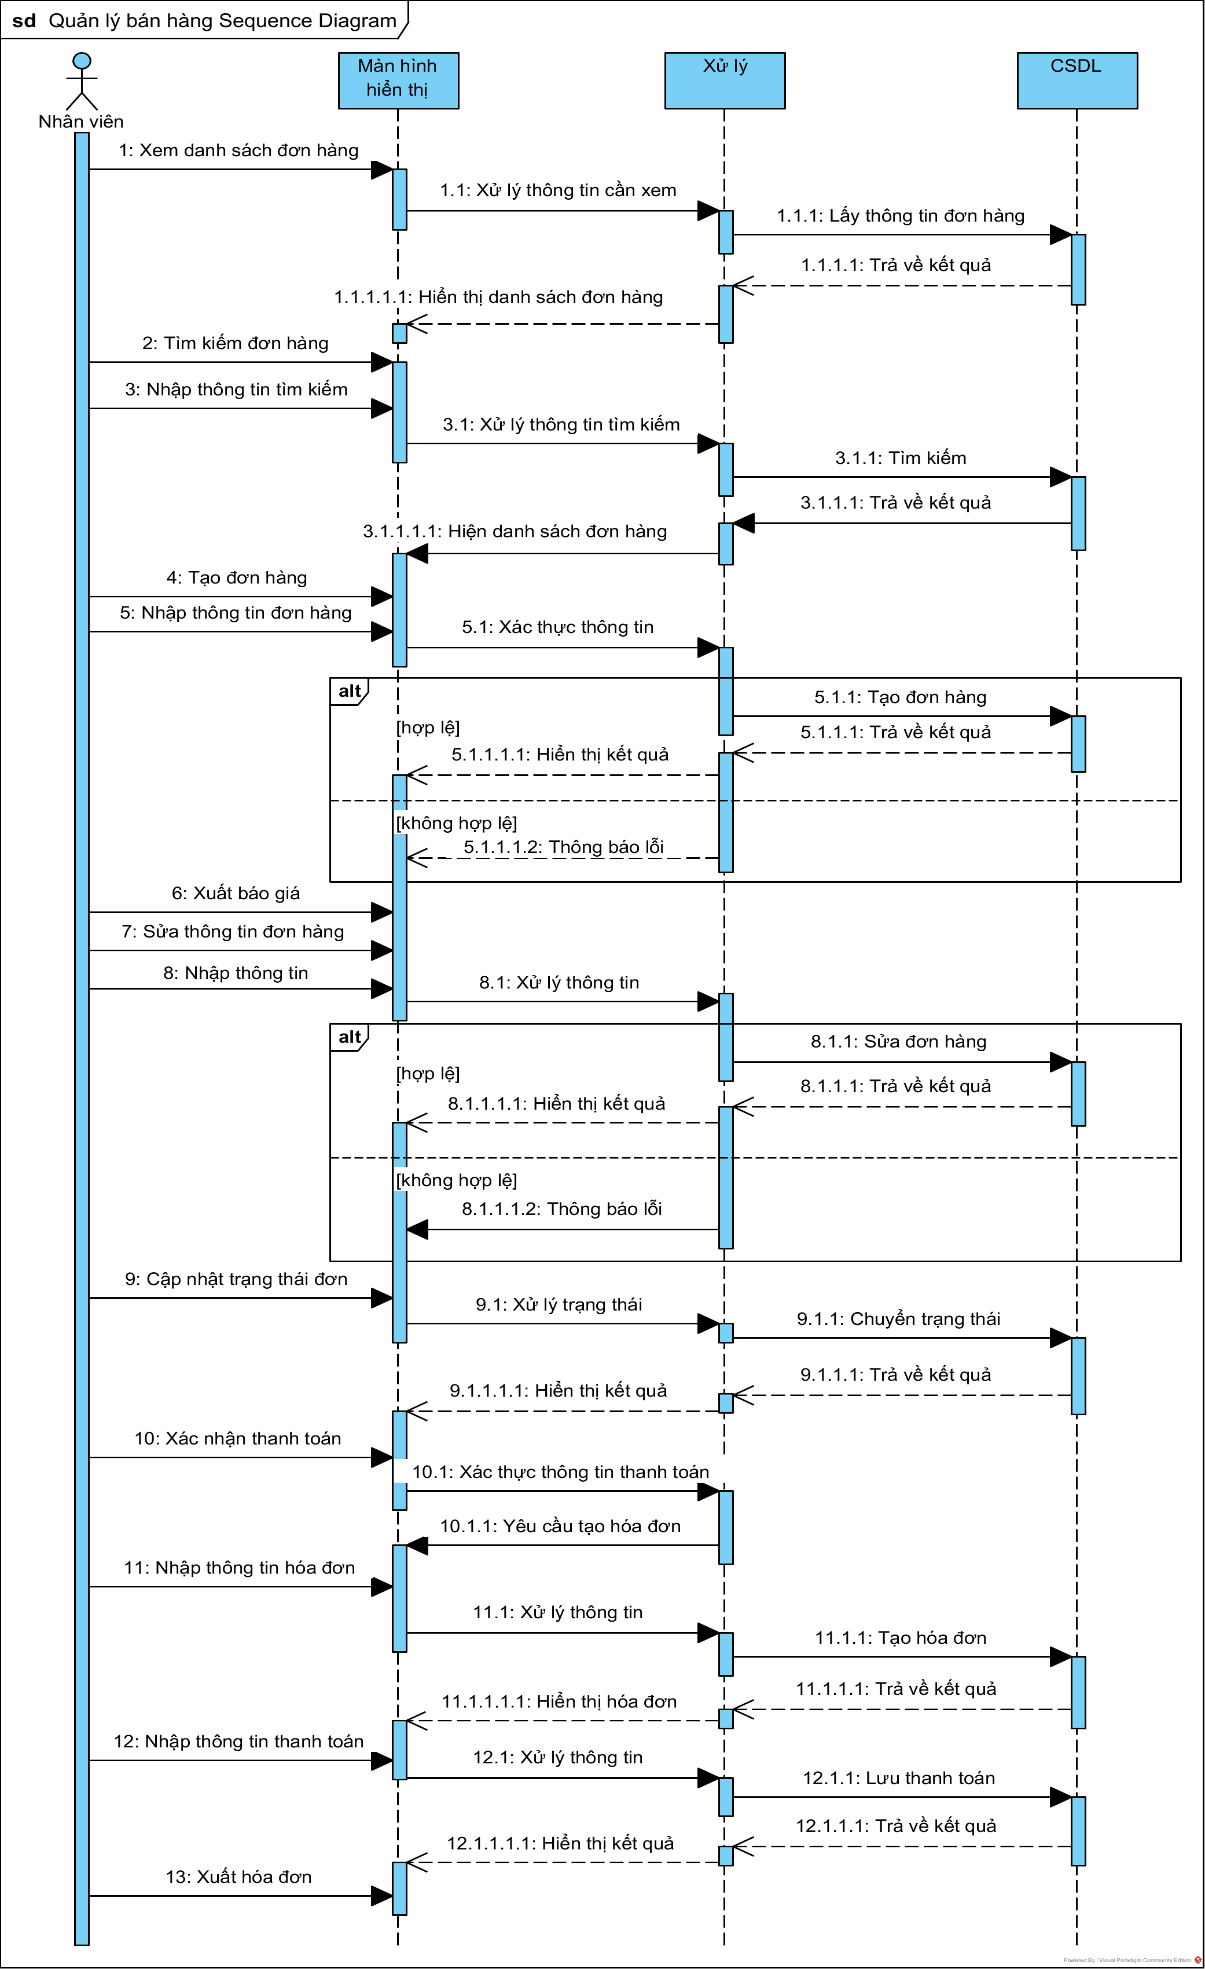 sd Quản lý bán hàng Sequence Diagram
Màn hình
hiển thị
Xử lý
CSDL
Nhân viên
1: Xem danh sách đơn hàng
1.1: Xử lý thông tin cần xem
1.1.1: Lấy thông tin đơn hàng
1.1.1.1: Trả về kết quả
1.1.1.1.1: Hiển thị danh sách đơn hàng
2: Tìm kiếm đơn hàng
3: Nhập thông tin tìm kiếm
3.1: Xử lý thông tin tìm kiếm
3.1.1: Tìm kiếm
3.1.1.1: Trả về kết quả
3.1.1.1.1: Hiện danh sách đơn hàng
4: Tạo đơn hàng
5: Nhập thông tin đơn hàng
5.1: Xác thực thông tin
alt
5.1.1: Tạo đơn hàng
[hợp lệ]
5.1.1.1: Trả về kết quả
5.1.1.1.1: Hiển thị kết quả
[không hợp lệ]
5.1.1.1.2: Thông báo lỗi
6: Xuất báo giá
7: Sửa thông tin đơn hàng
8: Nhập thông tin
8.1: Xử lý thông tin
alt
8.1.1: Sửa đơn hàng
[hợp lệ]
8.1.1.1: Trả về kết quả
8.1.1.1.1: Hiển thị kết quả
[không hợp lệ]
8.1.1.1.2: Thông báo lỗi
9: Cập nhật trạng thái đơn
9.1: Xử lý trạng thái
9.1.1: Chuyển trạng thái
9.1.1.1: Trả về kết quả
9.1.1.1.1: Hiển thị kết quả
10: Xác nhận thanh toán
10.1: Xác thực thông tin thanh toán
10.1.1: Yêu cầu tạo hóa đơn
11: Nhập thông tin hóa đơn
11.1: Xử lý thông tin
11.1.1: Tạo hóa đơn
11.1.1.1: Trả về kết quả
11.1.1.1.1: Hiển thị hóa đơn
12: Nhập thông tin thanh toán
12.1: Xử lý thông tin
12.1.1: Lưu thanh toán
12.1.1.1: Trả về kết quả
12.1.1.1.1: Hiển thị kết quả
13: Xuất hóa đơn
Powered By Visual Paradigm Community Edition